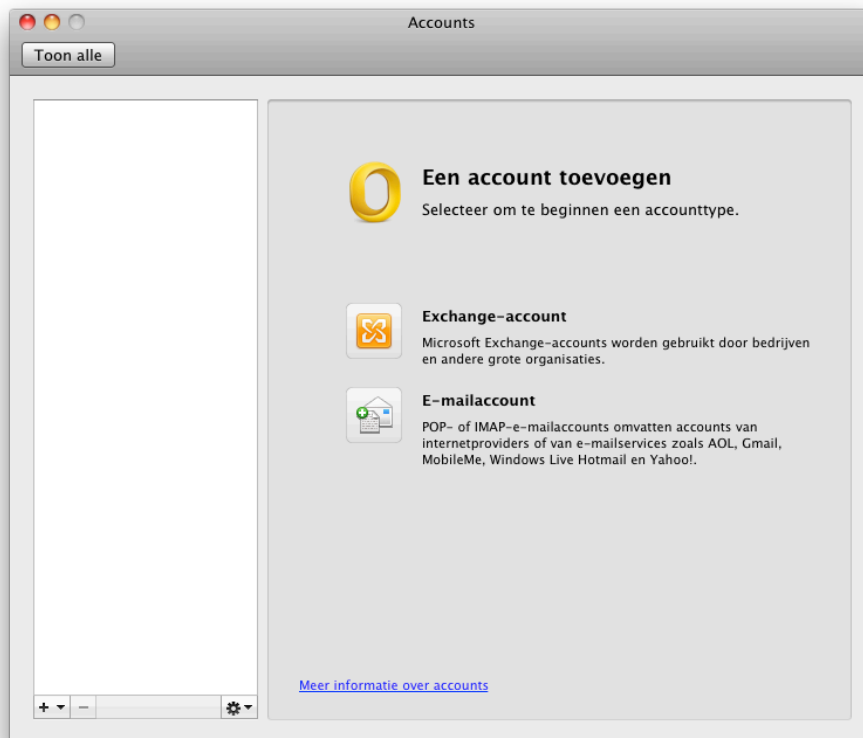 Accounts
Toon alle
Een account toevoegen
Selecteer om te beginnen een accounttype.
Exchange-account
Microsoft Exchange-accounts worden gebruikt door bedrijven
en andere grote organisaties.
E-mailaccount
POP- of IMAP-e-mailaccounts omvatten accounts van
internetproviders of van e-mailservices zoals AOL, Gmail,
MobileMe, Windows Live Hotmail en Yahoo!.
Meer informatie over accounts